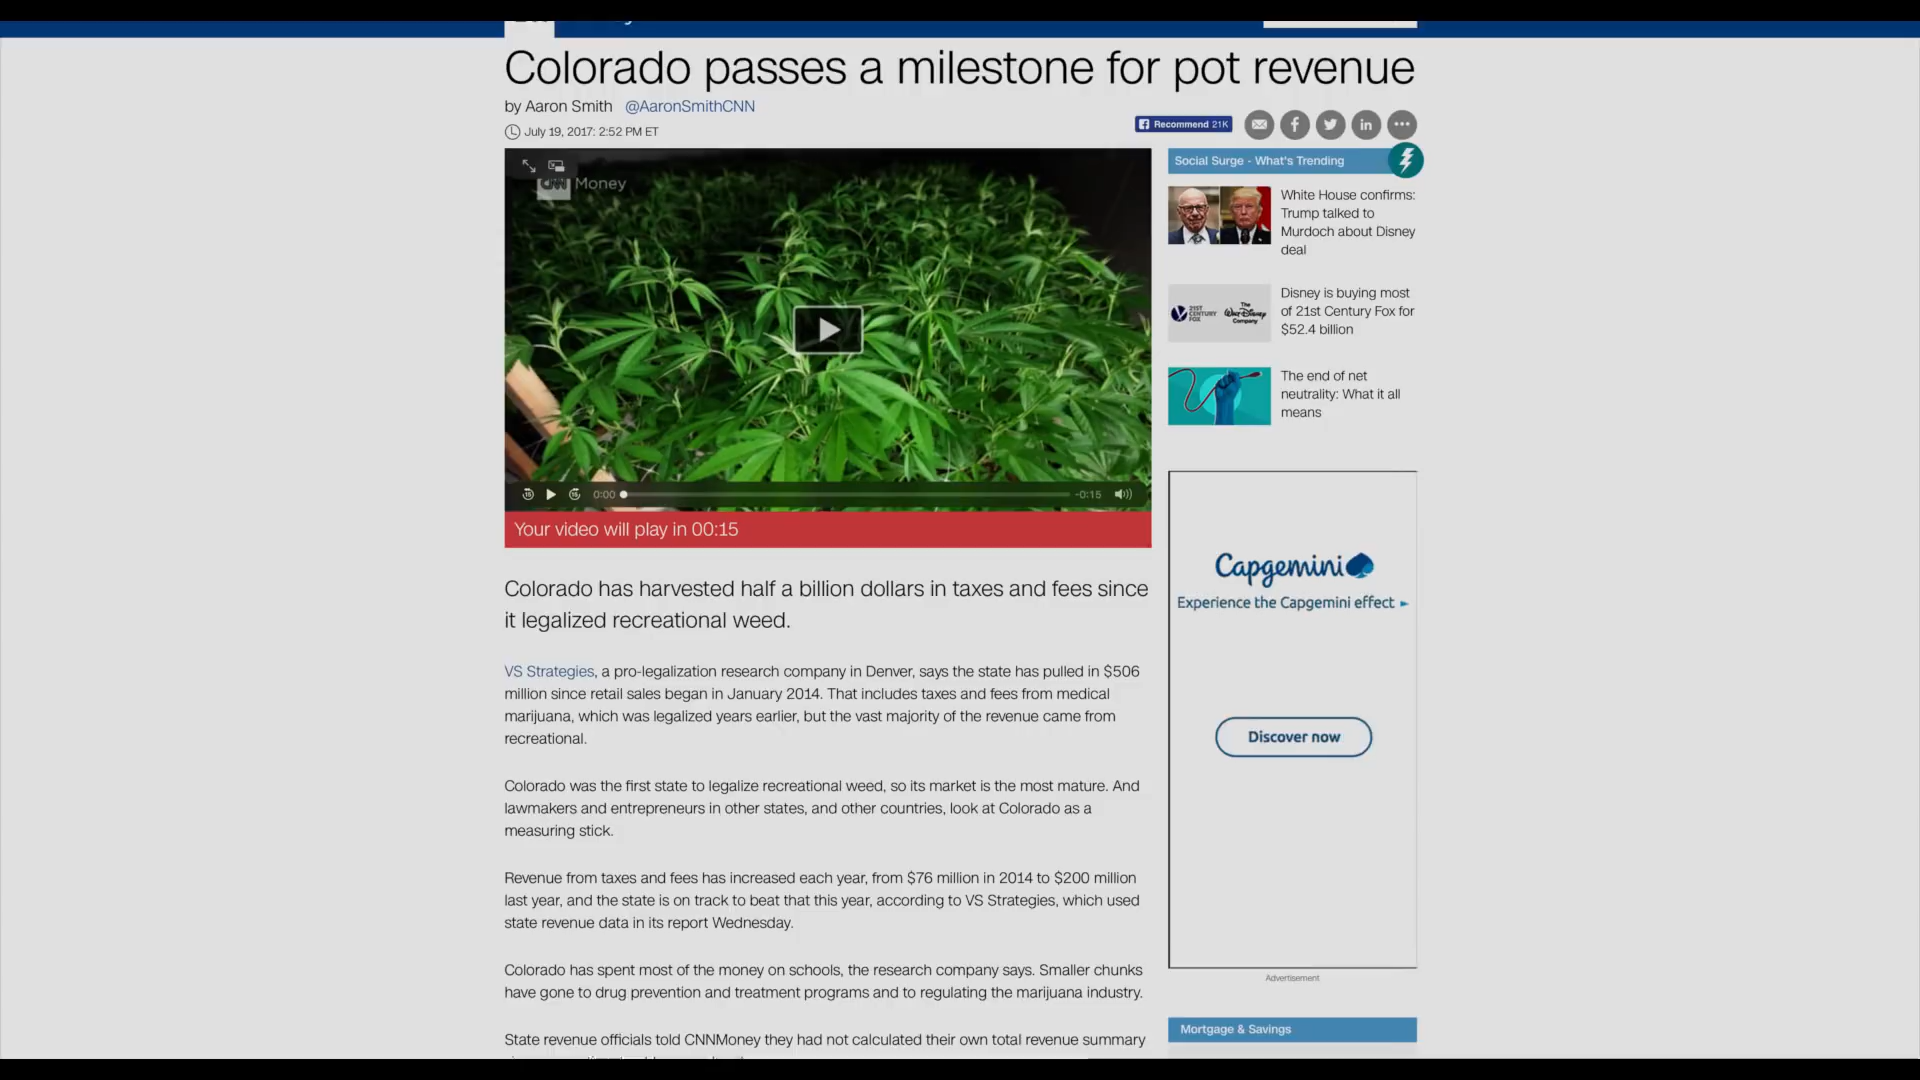 Colorado passes a milestone for pot revenue
by Aaron Smith @AaronSmithCNN
July 19, 2017: 2:52 PM ET
Recommend 21K
CNN Money
0:00
-0:15
Your video will play in 00:15
Colorado has harvested half a billion dollars in taxes and fees since
it legalized recreational weed.
VS Strategies, a pro-legalization research company in Denver, says the state has pulled in $506
million since retail sales began in January 2014. That includes taxes and fees from medical
marijuana, which was legalized years earlier, but the vast majority of the revenue came from
recreational.
Colorado was the first state to legalize recreational weed, so its market is the most mature. And
lawmakers and entrepreneurs in other states, and other countries, look at Colorado as a
measuring stick.
Revenue from taxes and fees has increased each year, from $76 million in 2014 to $200 million
last year, and the state is on track to beat that this year, according to VS Strategies, which used
state revenue data in its report Wednesday.
Colorado has spent most of the money on schools, the research company says. Smaller chunks
have gone to drug prevention and treatment programs and to regulating the marijuana industry.
State revenue officials told CNNMoney they had not calculated their own total revenue summary
Social Surge - What's Trending
White House confirms:
Trump talked to
Murdoch about Disney
deal
21ST
CENTURY
FOX
The
Walt Disney
Company
Disney is buying most
of 21st Century Fox for
$52.4 billion
The end of net
neutrality: What it all
means
Capgemini
Experience the Capgemini effect
Discover now
Advertisement
Mortgage & Savings